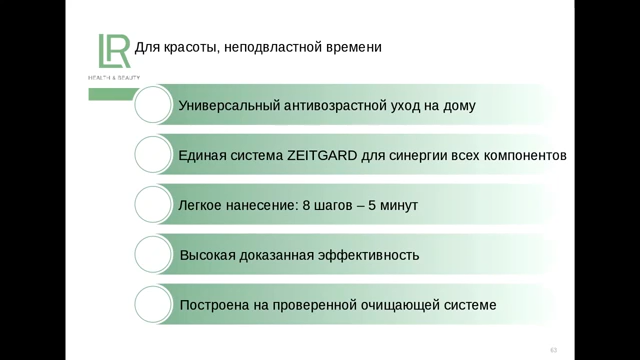 LR
Для красоты, неподвластной времени
HEALTH & BEAUTY
Универсальный антивозрастной уход на дому
Единая система ZEITGARD для синергии всех компонентов
Легкое нанесение: 8 шагов – 5 минут
Высокая доказанная эффективность
Построена на проверенной очищающей системе
63